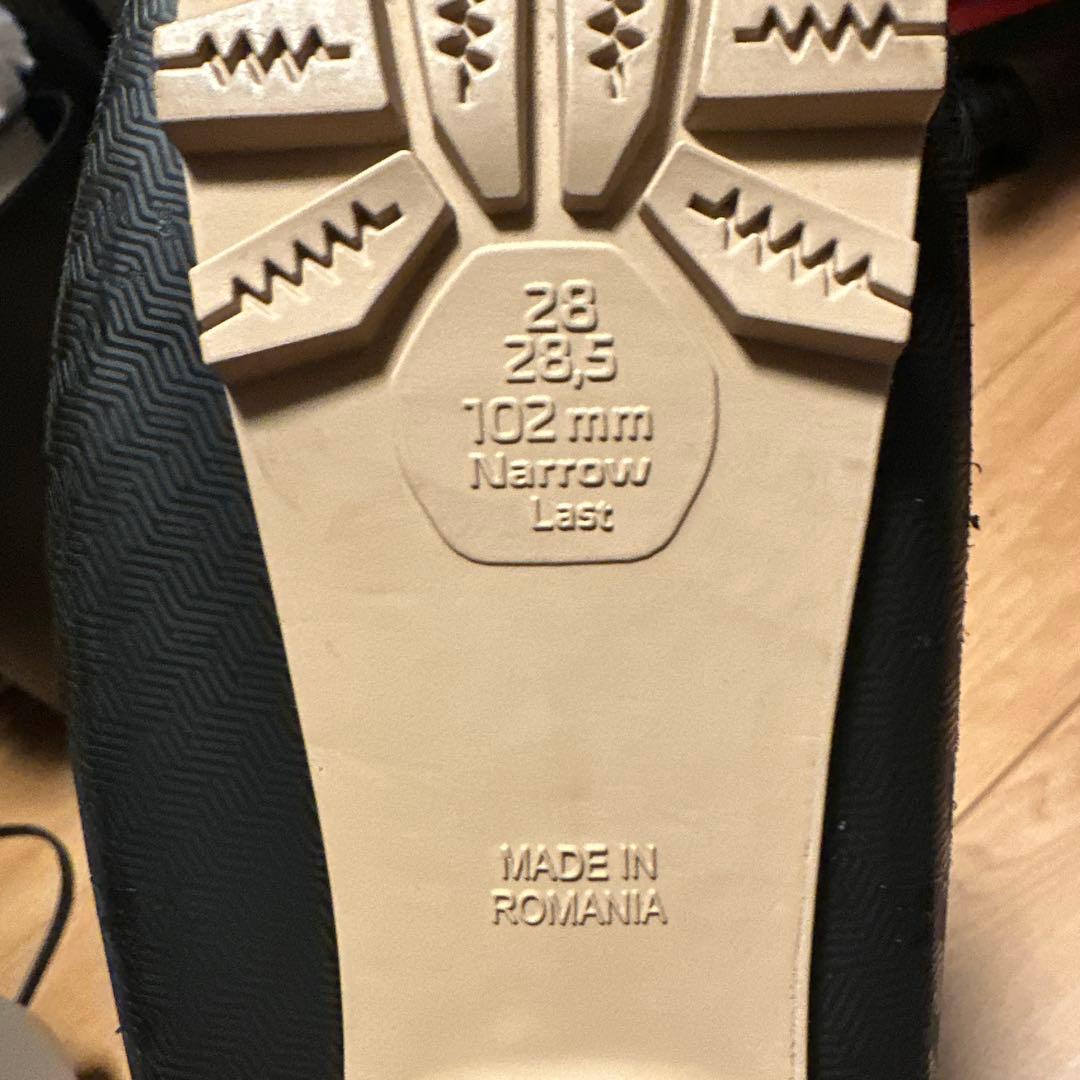 28
28,5
102 mm
Narrow
Last
MADE IN
ROMANIA